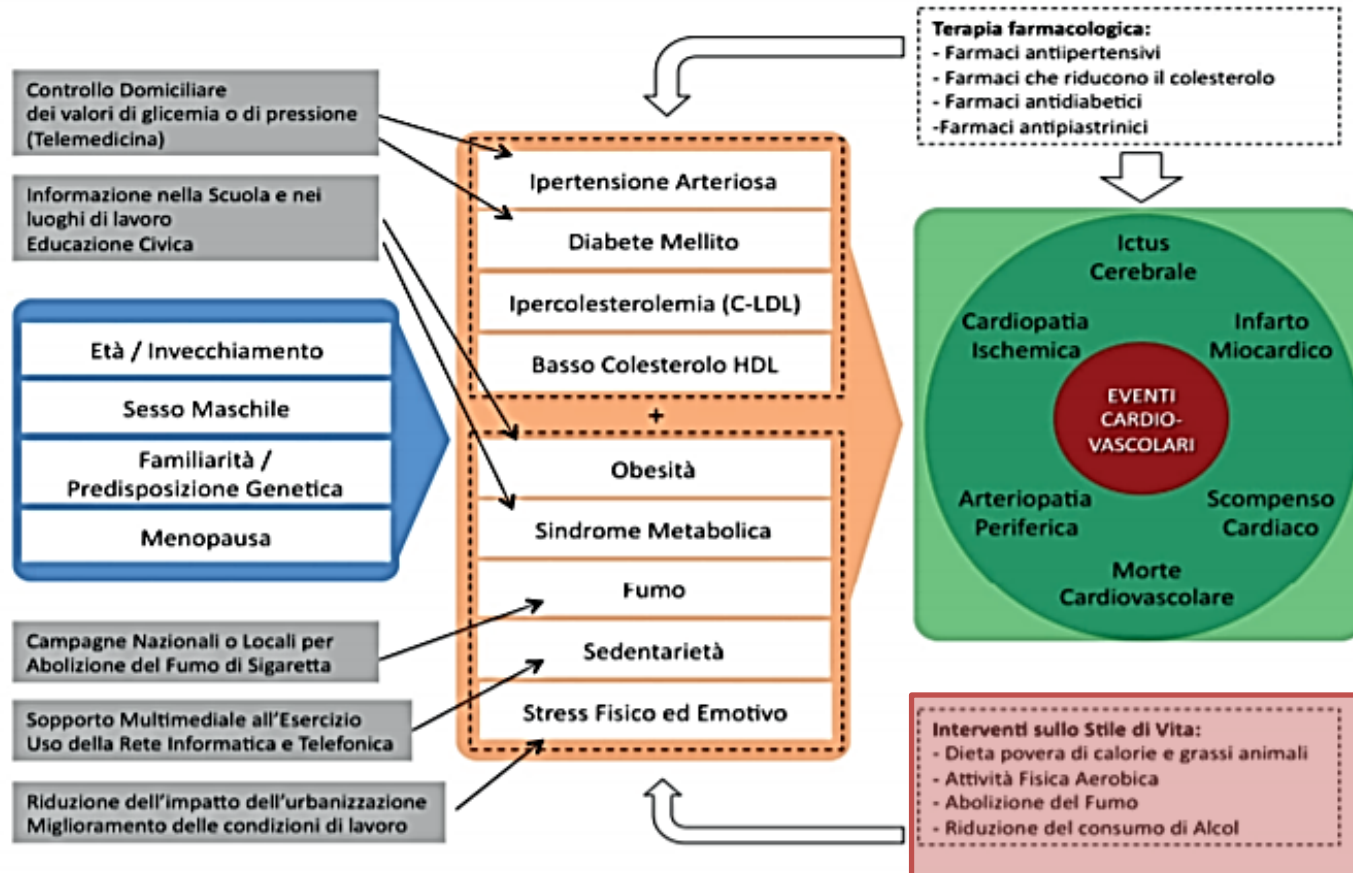 Controllo Domiciliare
dei valori di glicemia o di pressione
(Telemedicina)
Informazione nella Scuola e nei
luoghi di lavoro
Educazione Civica
Età / Invecchiamento
Sesso Maschile
Familiarità /
Predisposizione Genetica
Menopausa
Campagne Nazionali o Locali per
Abolizione del Fumo di Sigaretta
Sopporto Multimediale all'Esercizio
Uso della Rete Informatica e Telefonica
Riduzione dell'impatto dell'urbanizzazione
Miglioramento delle condizioni di lavoro
Ipertensione Arteriosa
Diabete Mellito
Ipercolesterolemia (C-LDL)
Basso Colesterolo HDL
+
Obesità
Sindrome Metabolica
Fumo
Sedentarietà
Stress Fisico ed Emotivo
Terapia farmacologica:
- Farmaci antiipertensivi
- Farmaci che riducono il colesterolo
- Farmaci antidiabetici
-Farmaci antipiastrinici
Ictus
Cerebrale
Cardiopatia
Ischemica
Infarto
Miocardico
EVENTI
CARDIO-
VASCOLARI
Arteriopatia
Periferica
Scompenso
Cardiaco
Morte
Cardiovascolare
Interventi sullo Stile di Vita:
- Dieta povera di calorie e grassi animali
- Attività Fisica Aerobica
- Abolizione del Fumo
- Riduzione del consumo di Alcol